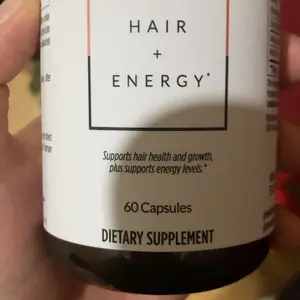 HAIR
+
ENERGY*
Supports hair health and growth,
plus supports energy levels.*
60 Capsules
DIETARY SUPPLEMENT